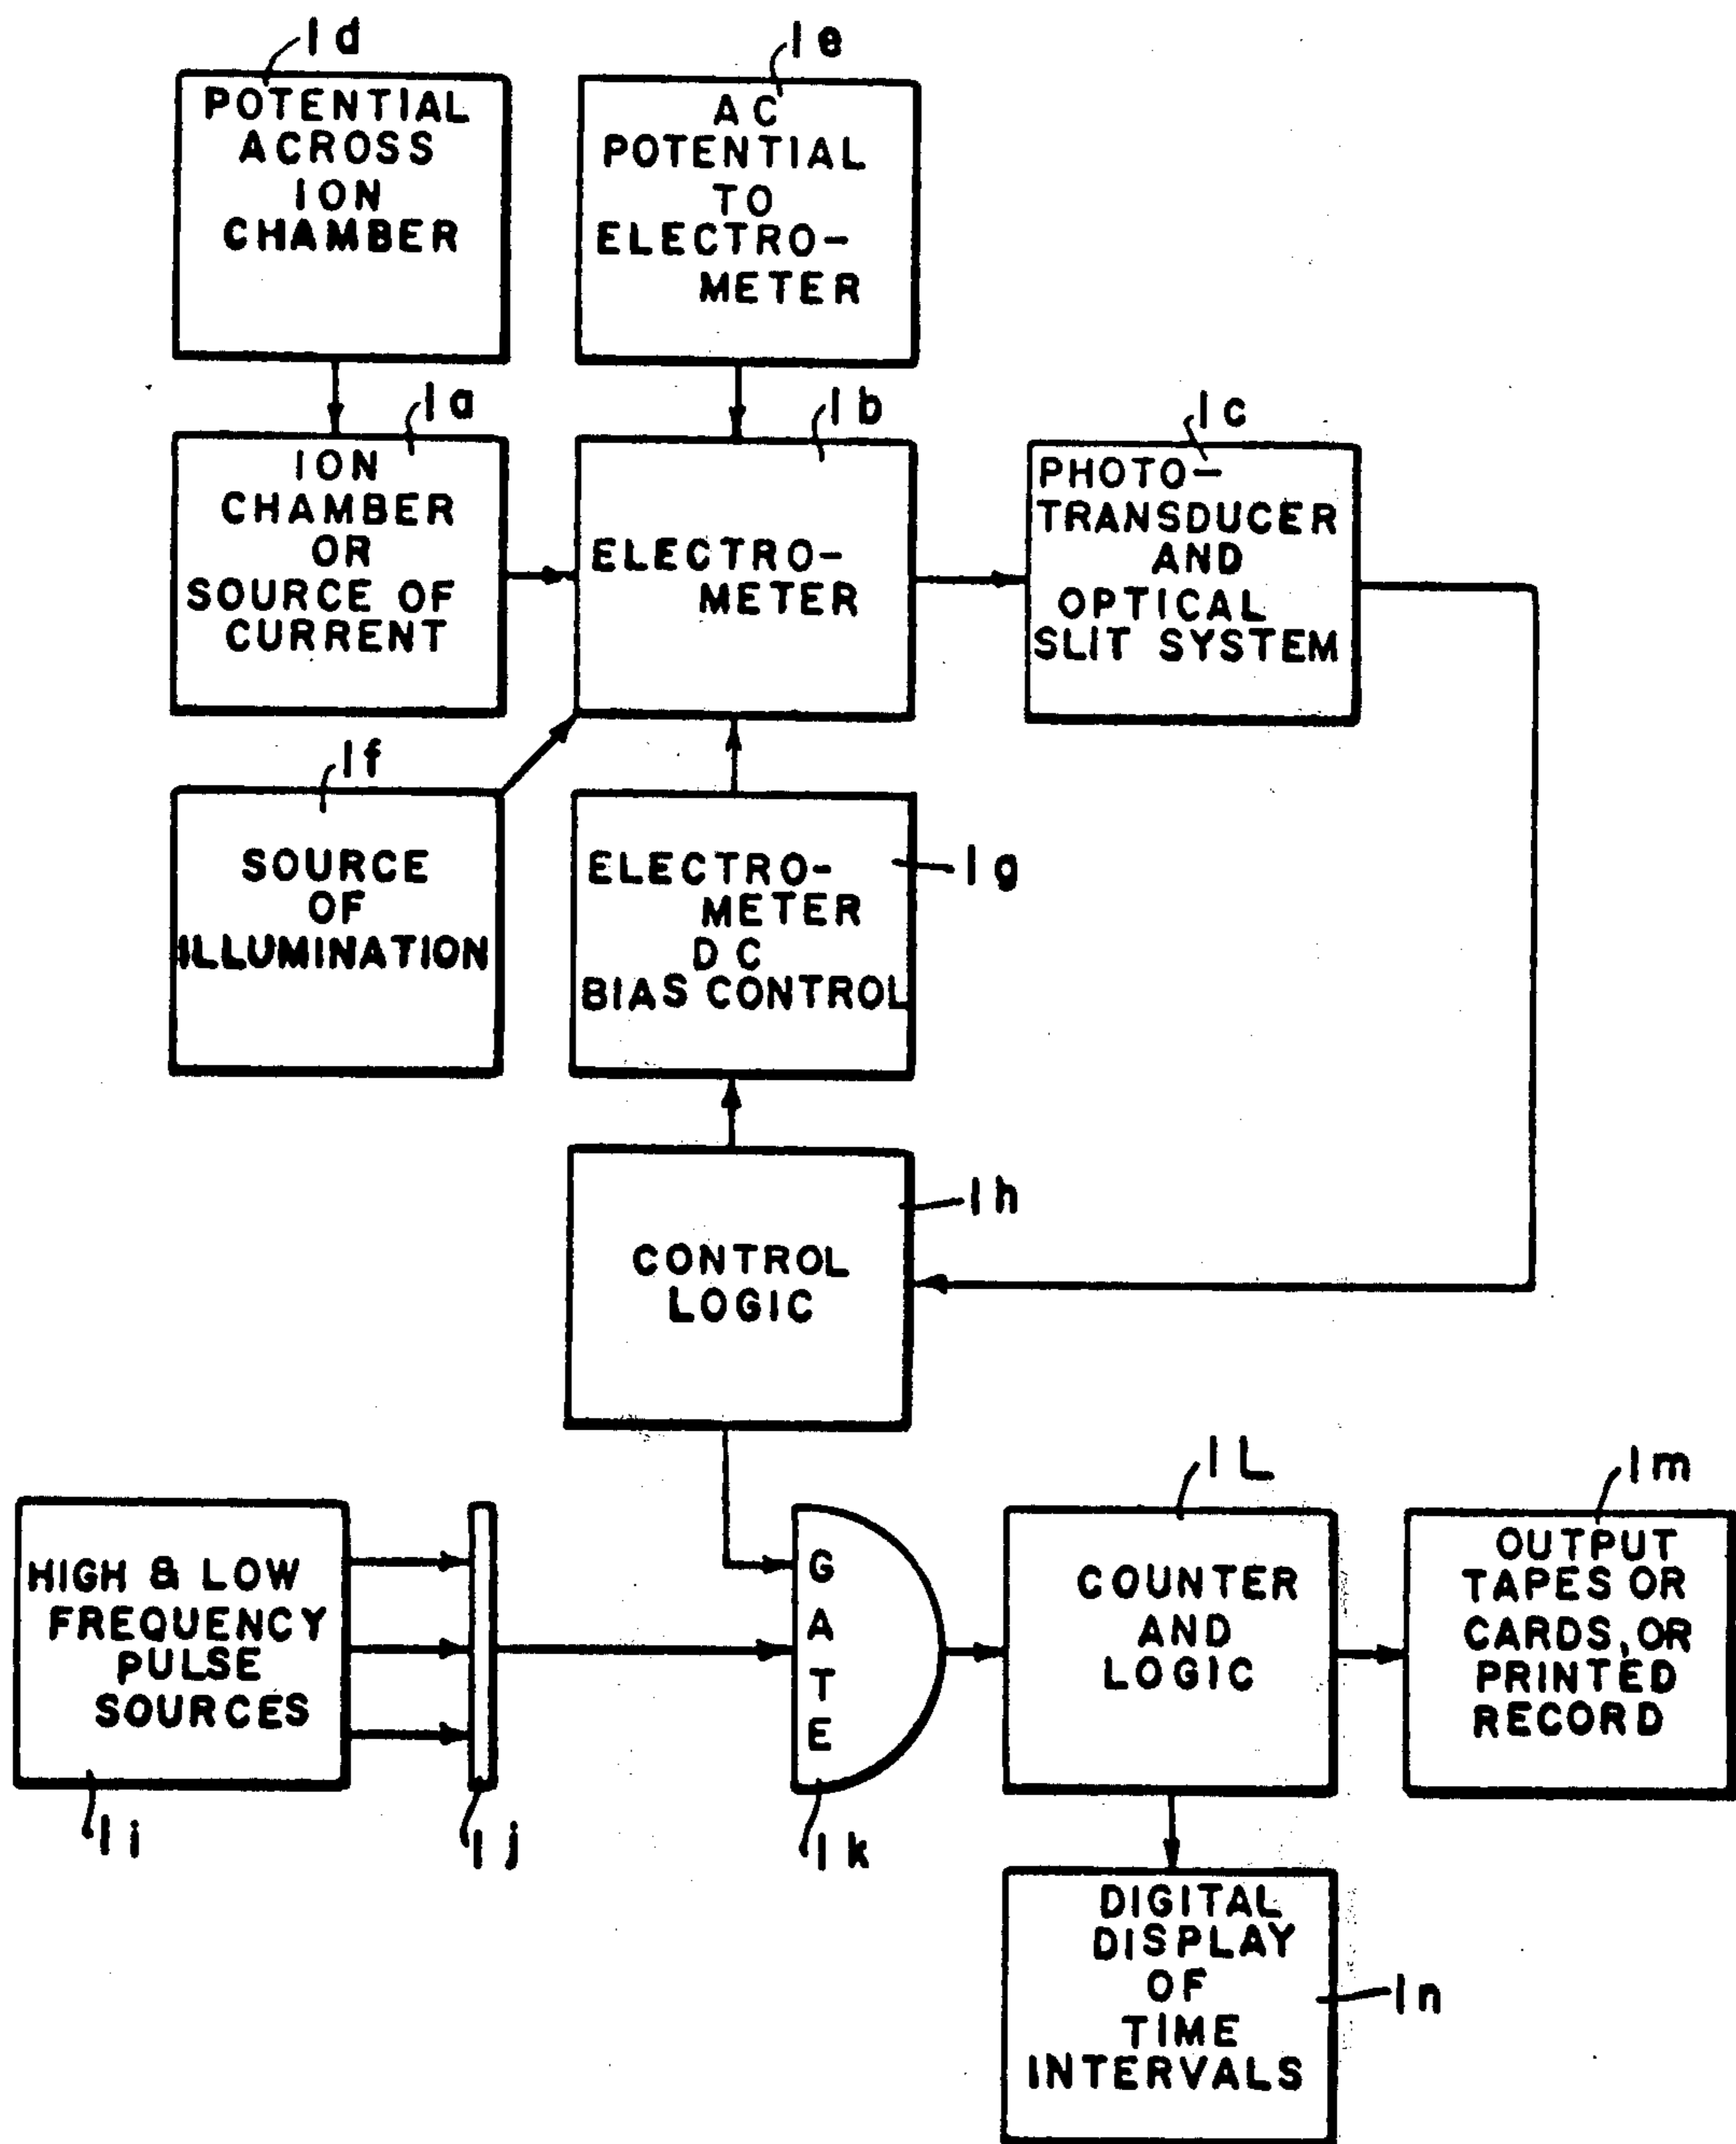 1d
POTENTIAL
ACROSS
ION
CHAMBER
1e
AC
POTENTIAL
TO
ELECTRO-
METER
1a
ION
CHAMBER
OR
SOURCE OF
CURRENT
1b
ELECTRO-
METER
1c
PHOTO-
TRANSDUCER
AND
OPTICAL
SLIT SYSTEM
1f
SOURCE
OF
ILLUMINATION
1g
ELECTRO-
METER
DC
BIAS CONTROL
1h
CONTROL
LOGIC
1i
HIGH & LOW
FREQUENCY
PULSE
SOURCES
1j
1k
GATE
1L
COUNTER
AND
LOGIC
1m
OUTPUT
TAPES OR
CARDS, OR
PRINTED
RECORD
1n
DIGITAL
DISPLAY
OF
TIME
INTERVALS